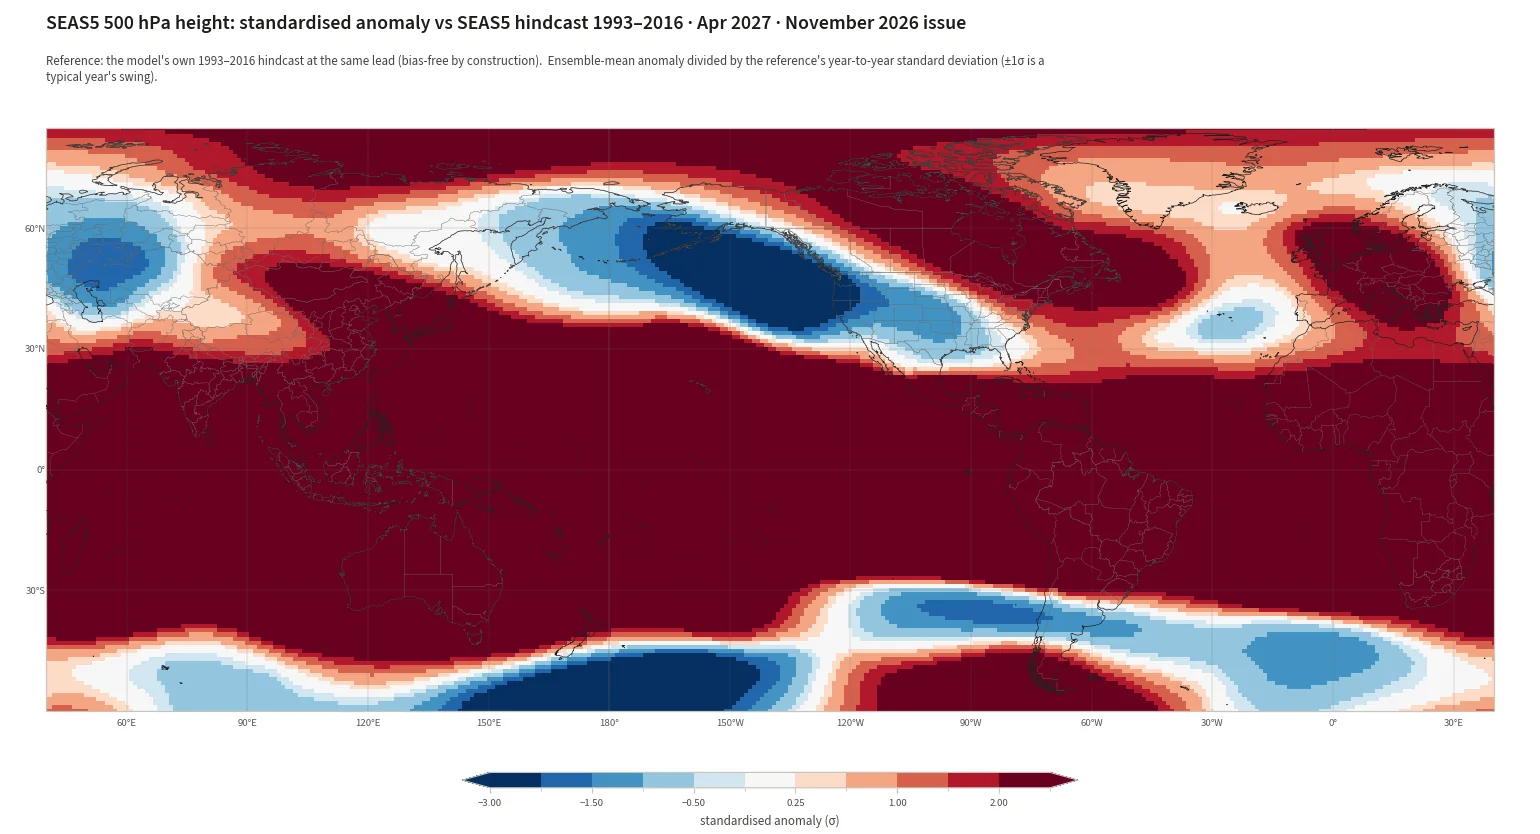 SEAS5 500 hPa height: standardised anomaly vs SEAS5 hindcast 1993–2016 · Apr 2027 · November 2026 issue
Reference: the model's own 1993–2016 hindcast at the same lead (bias-free by construction).  Ensemble-mean anomaly divided by the reference's year-to-year standard deviation (±1σ is a
typical year's swing).
60°N
30°N
0°
30°S
60°E 90°E 120°E 150°E 180° 150°W 120°W 90°W 60°W 30°W 0° 30°E
−3.00 −1.50 −0.50 0.25 1.00 2.00
standardised anomaly (σ)